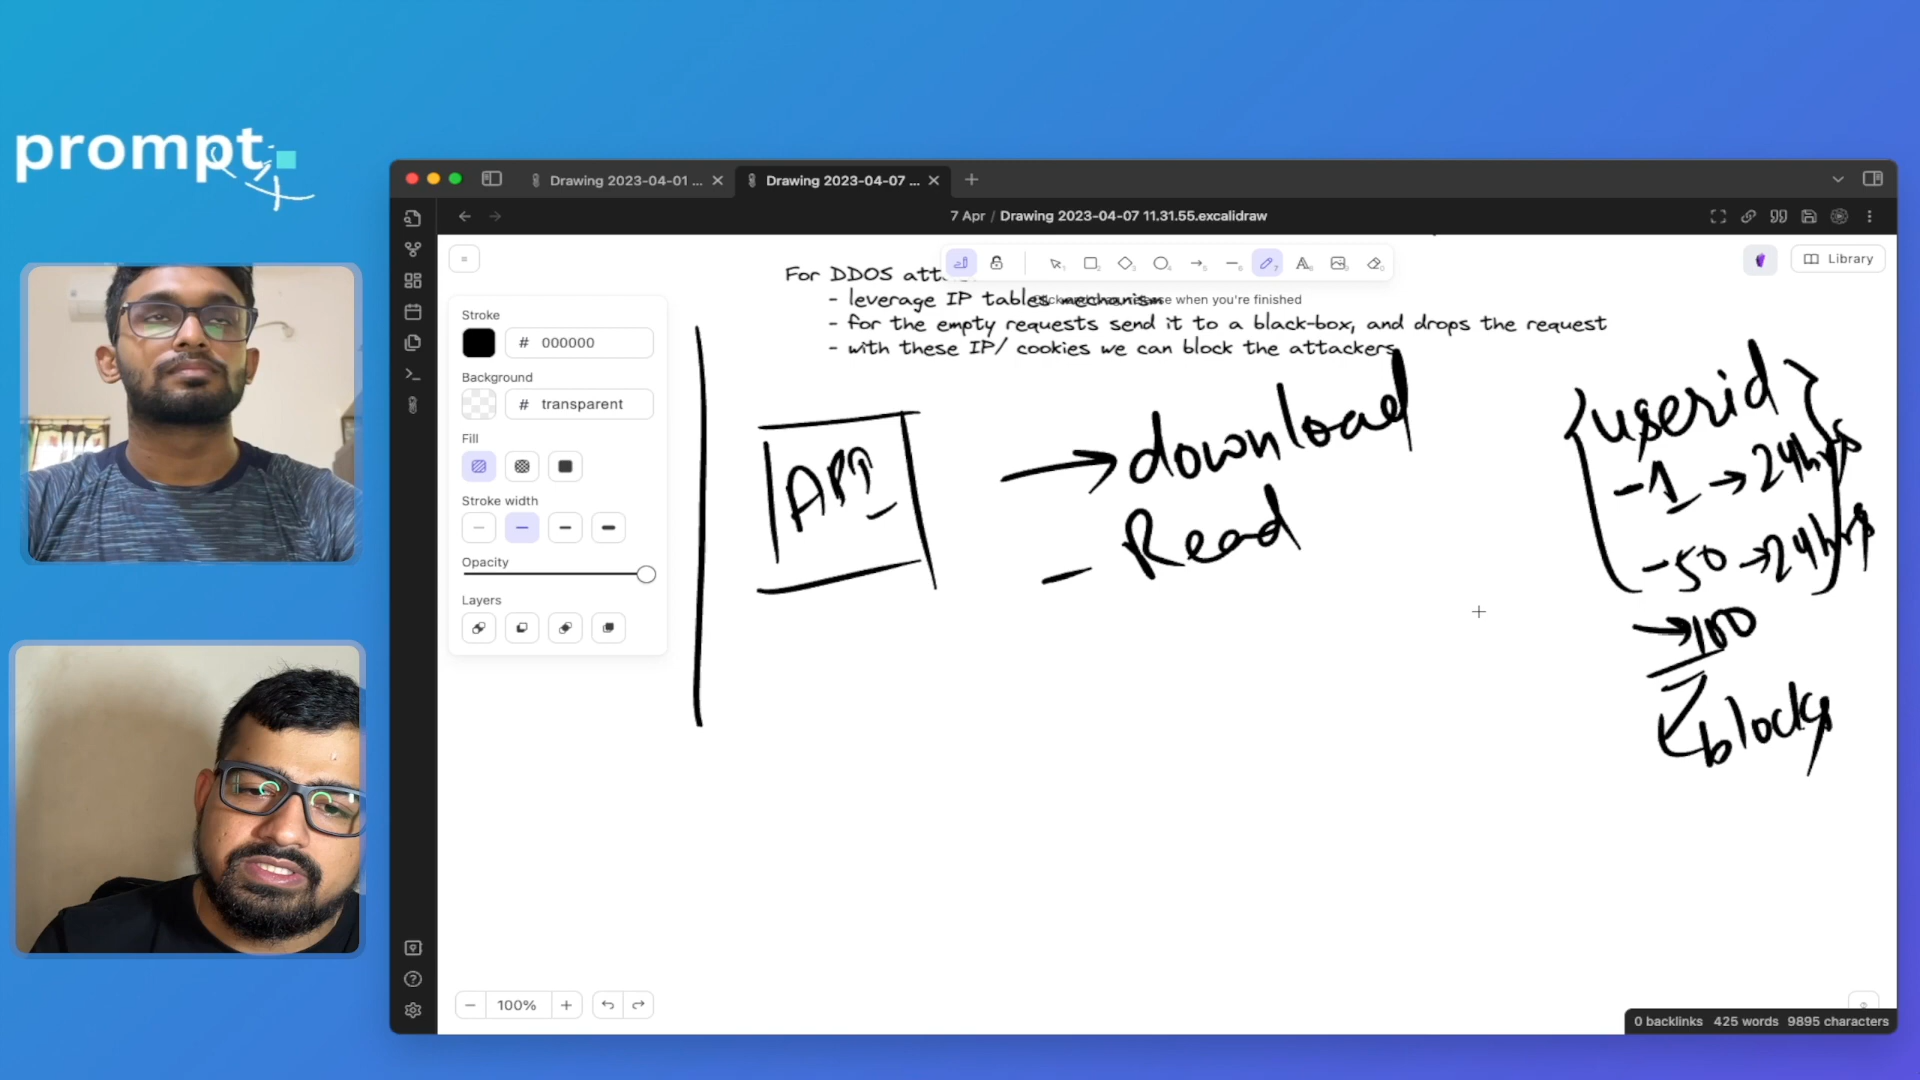 prompt.
Drawing 2023-04-01 ...
Drawing 2023-04-07 ...
7 Apr / Drawing 2023-04-07 11.31.55.excalidraw
Library
For DDOS att
- leverage IP tables mechanism
release when you're finished
- for the empty requests send it to a black-box, and drops the request
- with these IP/ cookies we can block the attackers
Stroke
# 000000
Background
# transparent
Fill
Stroke width
Opacity
Layers
API
→ download
- Read
{userid}
- 1 → 24hrs
- 50 → 24hrs
→ 100
blocks
100%
0 backlinks 425 words 9895 characters